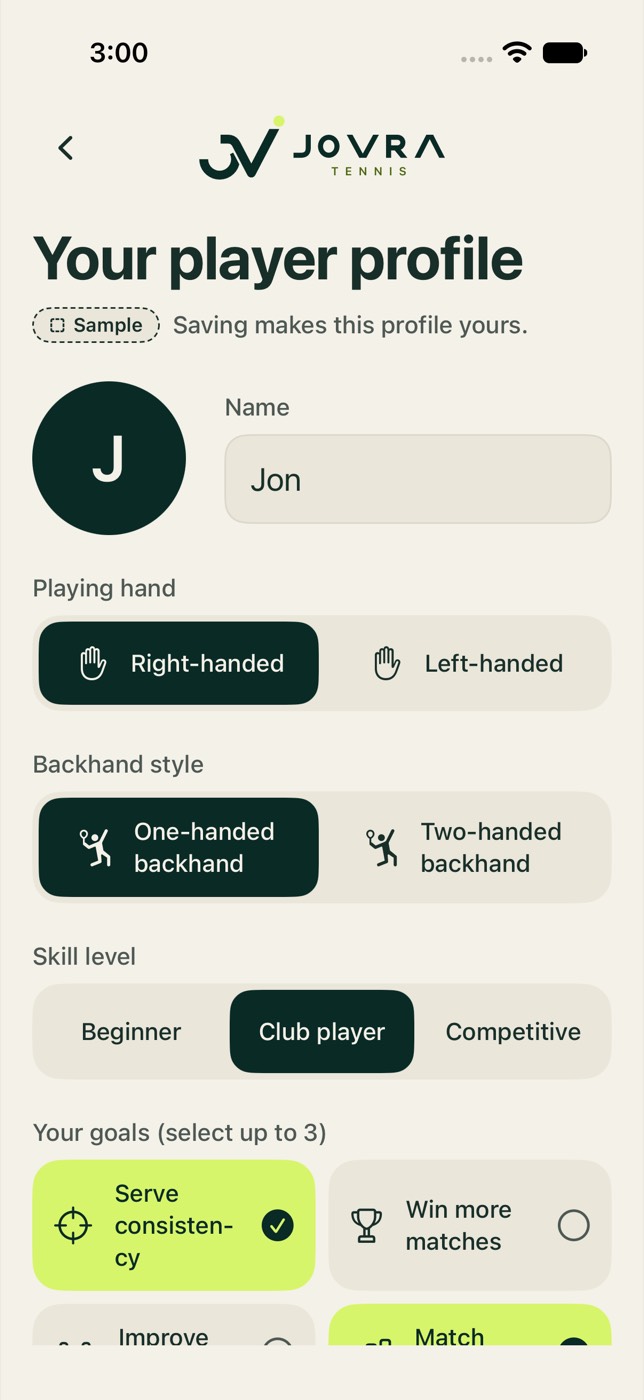 3:00
JOVRA
TENNIS
Your player profile
Sample Saving makes this profile yours.
J
Name
Jon
Playing hand
Right-handed Left-handed
Backhand style
One-handed
backhand
Two-handed
backhand
Skill level
Beginner Club player Competitive
Your goals (select up to 3)
Serve
consisten-
cy
Win more
matches
Improve
Match